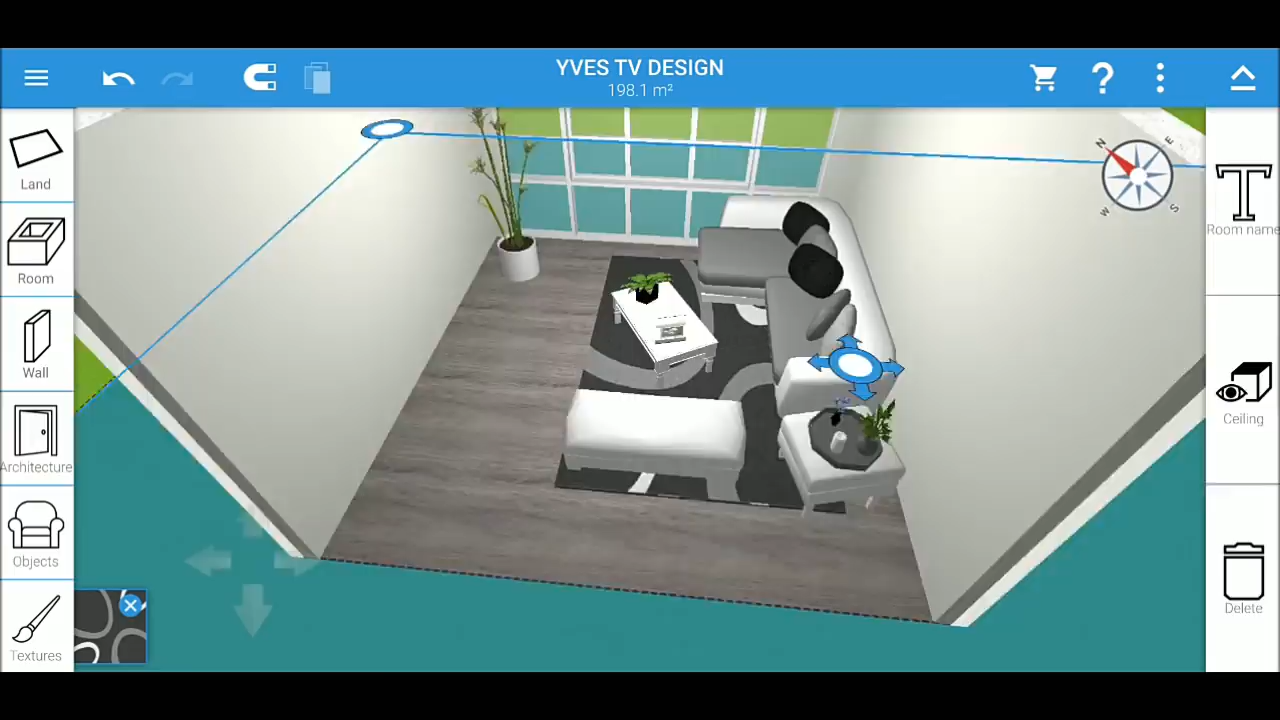 YVES TV DESIGN
198.1 m²
Land
Room
Wall
Architecture
Objects
Textures
N
E
W
S
Room name
Ceiling
Delete